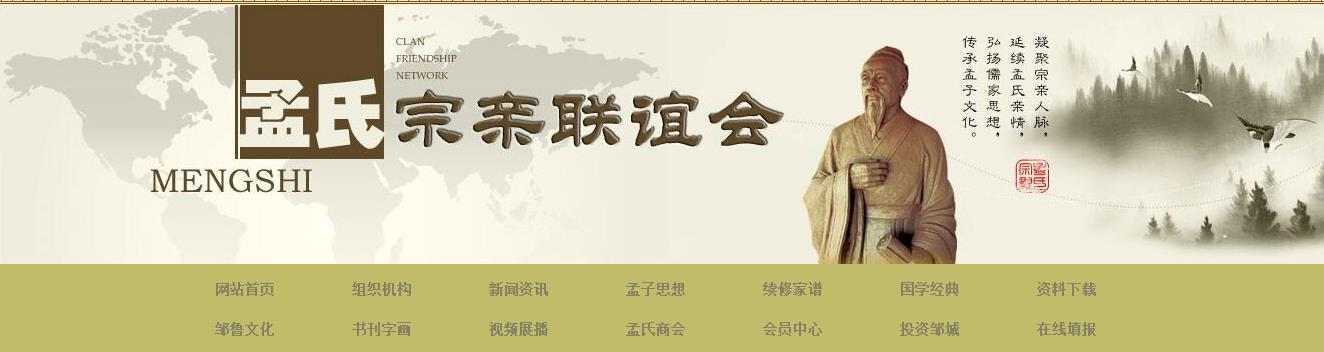 CLAN
FRIENDSHIP
NETWORK
孟氏宗亲联谊会
MENGSHI
凝聚宗亲人脉，
延续孟氏亲情，
弘扬儒家思想，
传承孟子文化。
网站首页 组织机构 新闻资讯 孟子思想 续修家谱 国学经典 资料下载
邹鲁文化 书刊字画 视频展播 孟氏商会 会员中心 投资邹城 在线填报